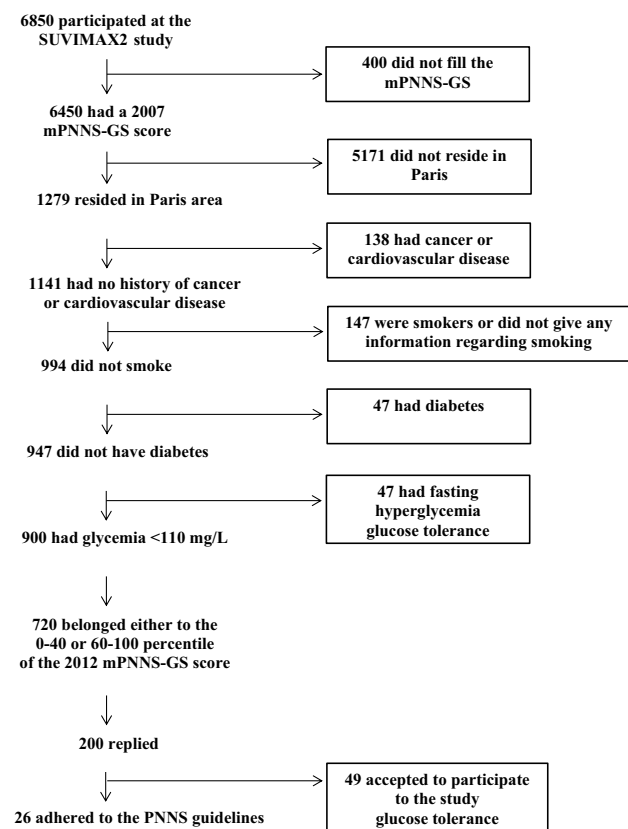 6850 participated at the
SUVIMAX2 study
400 did not fill the
mPNNS-GS
6450 had a 2007
mPNNS-GS score
5171 did not reside in
Paris
1279 resided in Paris area
138 had cancer or
cardiovascular disease
1141 had no history of cancer
or cardiovascular disease
147 were smokers or did not give any
information regarding smoking
994 did not smoke
47 had diabetes
947 did not have diabetes
47 had fasting
hyperglycemia
glucose tolerance
900 had glycemia <110 mg/L
720 belonged either to the
0-40 or 60-100 percentile
of the 2012 mPNNS-GS score
200 replied
49 accepted to participate
to the study
glucose tolerance
26 adhered to the PNNS guidelines